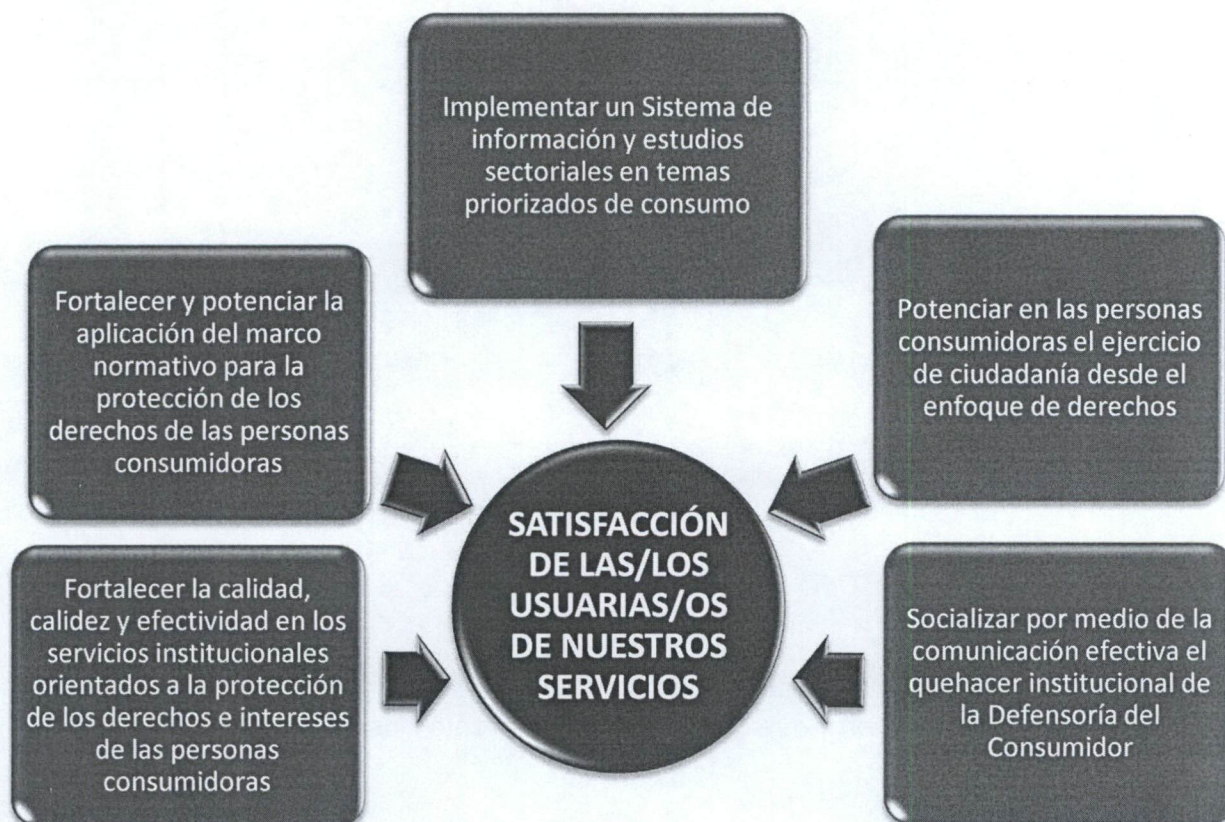 Implementar un Sistema de
información y estudios
sectoriales en temas
priorizados de consumo
Fortalecer y potenciar la
aplicación del marco
normativo para la
protección de los
derechos de las personas
consumidoras
Potenciar en las personas
consumidoras el ejercicio
de ciudadanía desde el
enfoque de derechos
SATISFACCIÓN
DE LAS/LOS
USUARIAS/OS
DE NUESTROS
SERVICIOS
Fortalecer la calidad,
calidez y efectividad en los
servicios institucionales
orientados a la protección
de los derechos e intereses
de las personas
consumidoras
Socializar por medio de la
comunicación efectiva el
quehacer institucional de
la Defensoría del
Consumidor